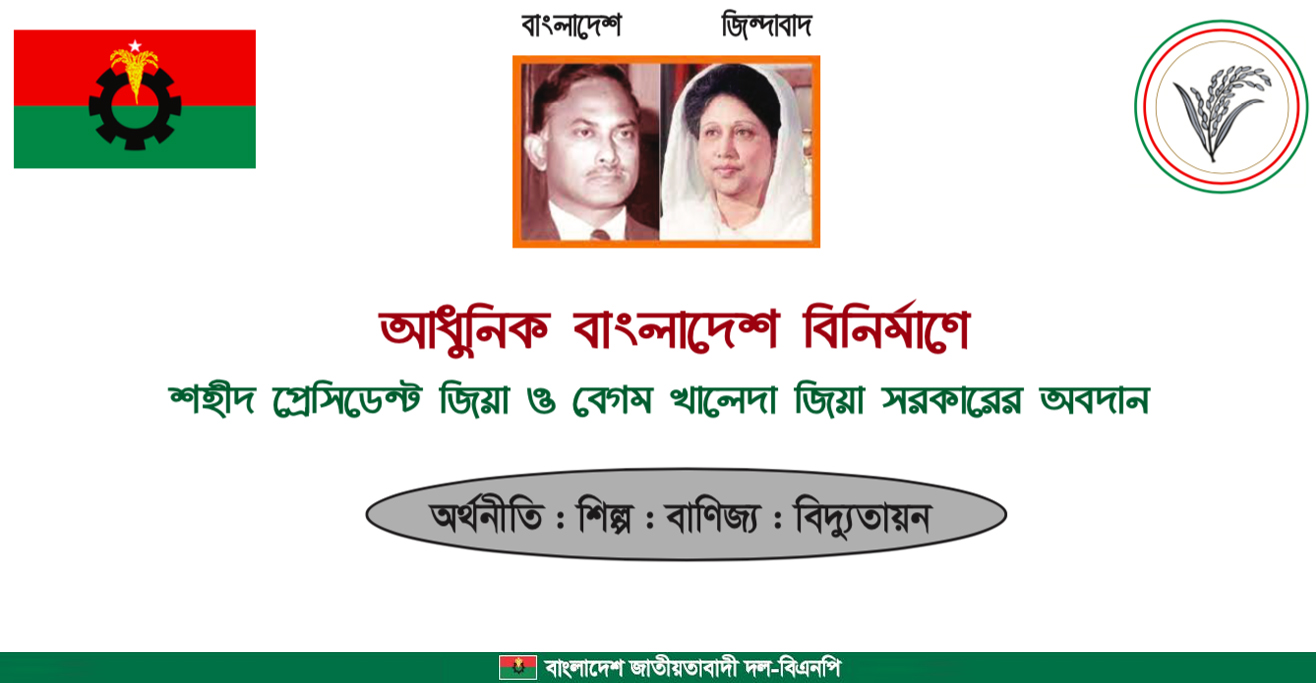 বাংলাদেশ জিন্দাবাদ
আধুনিক বাংলাদেশ বিনির্মাণে
শহীদ প্রেসিডেন্ট জিয়া ও বেগম খালেদা জিয়া সরকারের অবদান
অর্থনীতি : শিল্প : বাণিজ্য : বিদ্যুতায়ন
বাংলাদেশ জাতীয়তাবাদী দল-বিএনপি